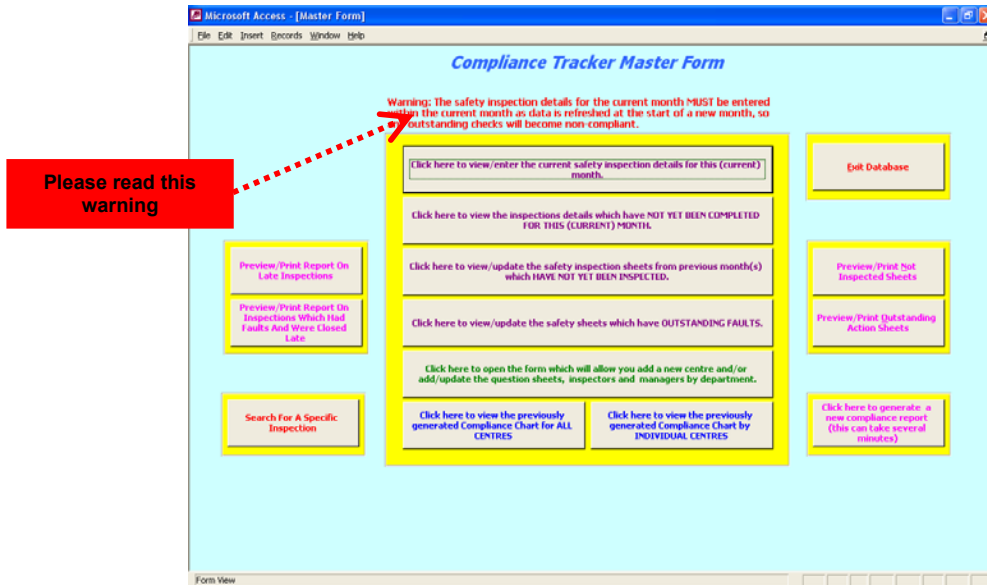 Microsoft Access - [Master Form]
File Edit Insert Records Window Help
Compliance Tracker Master Form
Warning: The safety inspection details for the current month MUST be entered
within the current month as data is refreshed at the start of a new month, so
outstanding checks will become non-compliant.
Please read this
warning
Click here to view/enter the current safety inspection details for this (current)
month.
Exit Database
Click here to view the inspections details which have NOT YET BEEN COMPLETED
FOR THIS (CURRENT) MONTH.
Preview/Print Report On
Late Inspections
Click here to view/update the safety inspection sheets from previous month(s)
which HAVE NOT YET BEEN INSPECTED.
Preview/Print Not
Inspected Sheets
Preview/Print Report On
Inspections Which Had
Faults And Were Closed
Late
Click here to view/update the safety sheets which have OUTSTANDING FAULTS.
Preview/Print Outstanding
Action Sheets
Click here to open the form which will allow you add a new centre and/or
add/update the question sheets, inspectors and managers by department.
Search For A Specific
Inspection
Click here to view the previously
generated Compliance Chart for ALL
CENTRES
Click here to view the previously
generated Compliance Chart by
INDIVIDUAL CENTRES
Click here to generate a
new compliance report
(this can take several
minutes)
Form View